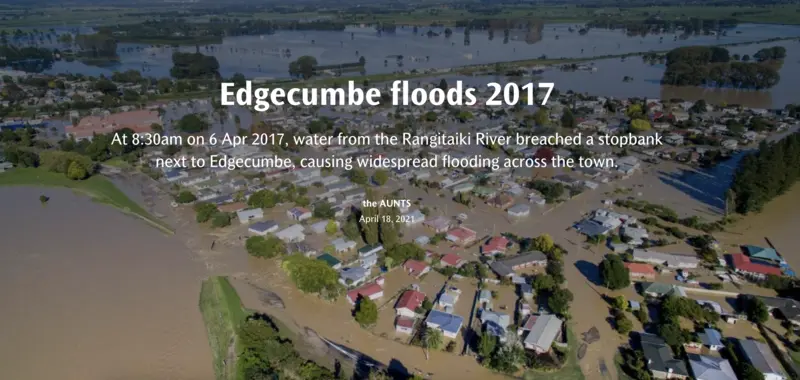 Edgecumbe floods 2017
At 8:30am on 6 Apr 2017, water from the Rangitaiki River breached a stopbank
next to Edgecumbe, causing widespread flooding across the town.
the AUNTS
April 18, 2021